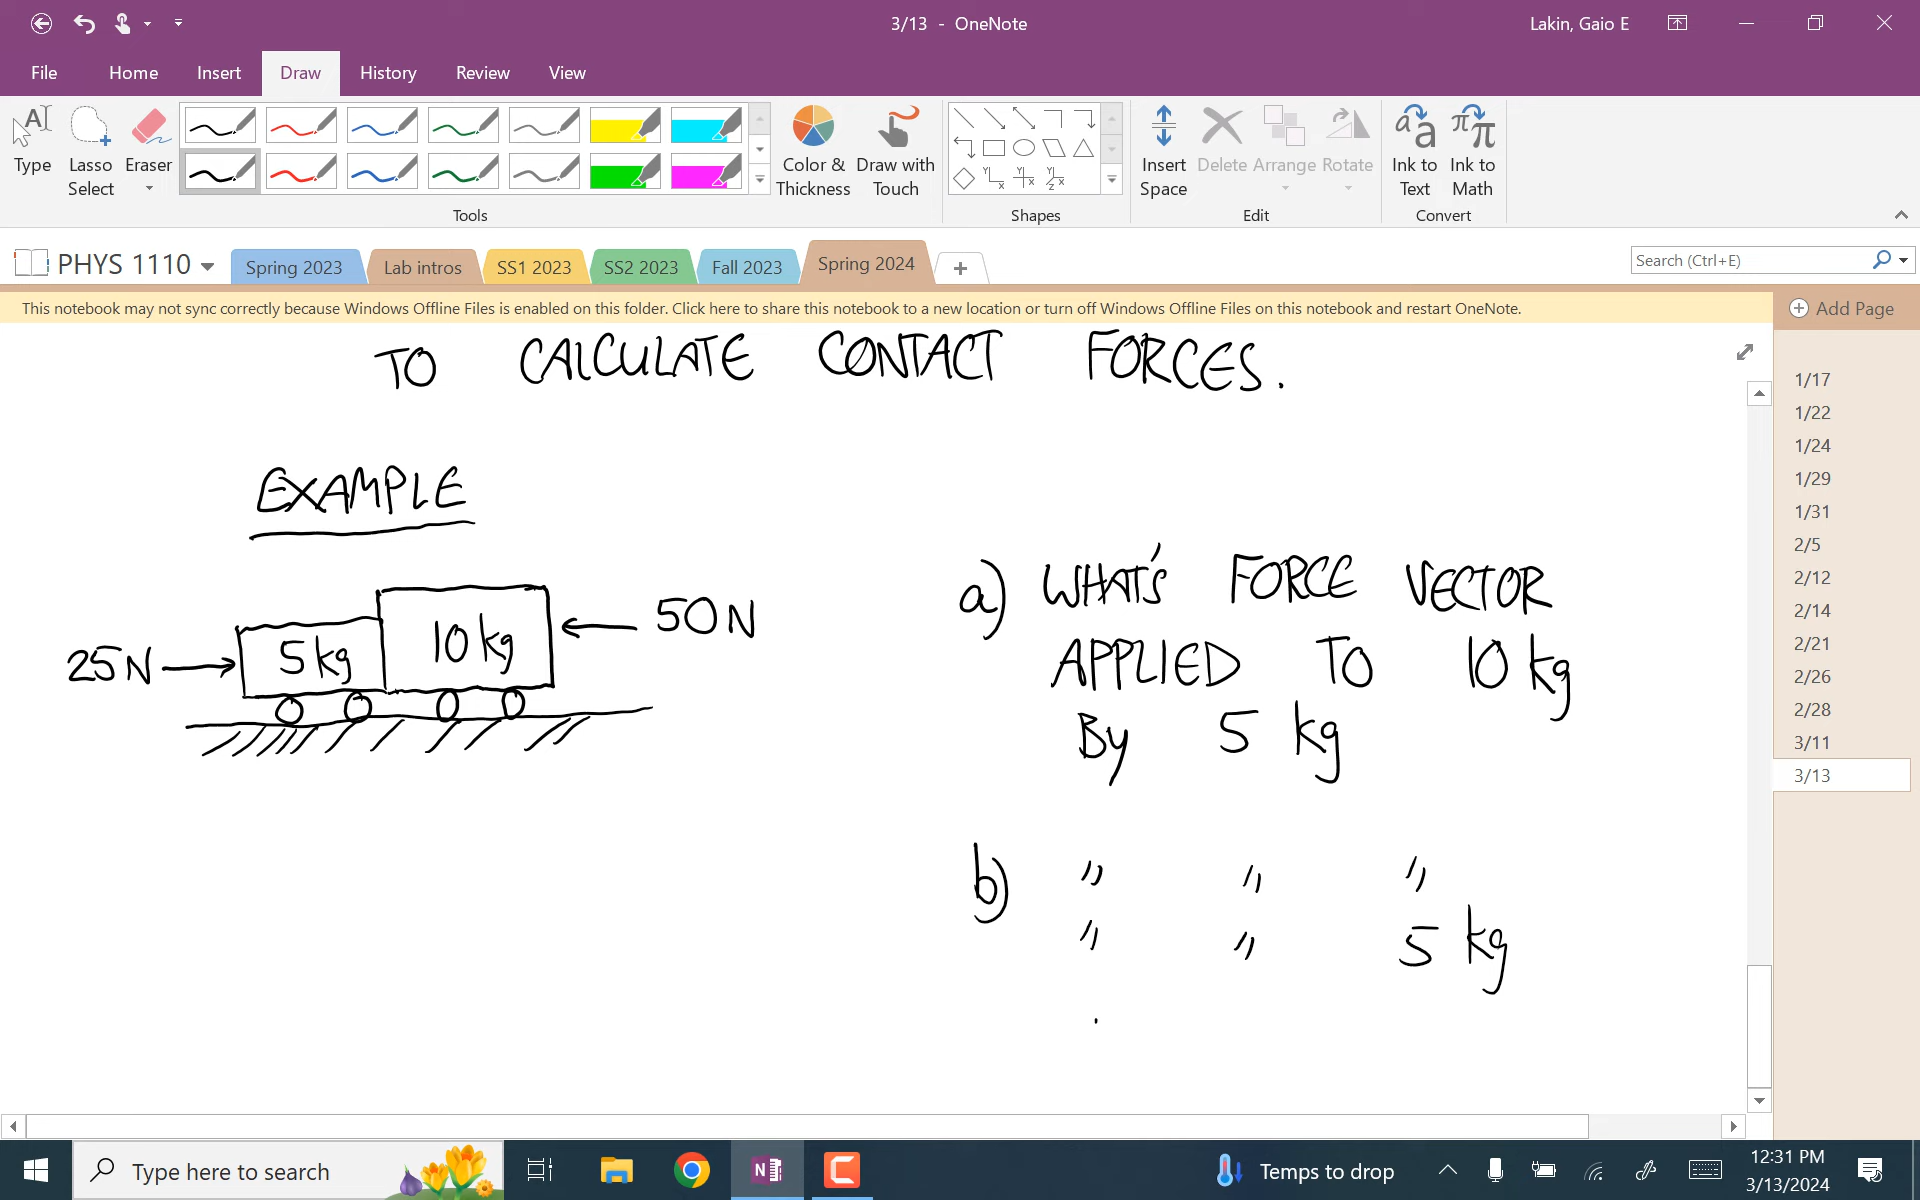 3/13 - OneNote
Lakin, Gaio E
File Home Insert Draw History Review View
Type
Lasso Select
Eraser
Color & Thickness
Draw with Touch
Insert Space
Delete
Arrange
Rotate
Ink to Text
Ink to Math
Tools
Shapes
Edit
Convert
PHYS 1110
Spring 2023
Lab intros
SS1 2023
SS2 2023
Fall 2023
Spring 2024
Search (Ctrl+E)
This notebook may not sync correctly because Windows Offline Files is enabled on this folder. Click here to share this notebook to a new location or turn off Windows Offline Files on this notebook and restart OneNote.
Add Page
1/17
1/22
1/24
1/29
1/31
2/5
2/12
2/14
2/21
2/26
2/28
3/11
3/13
TO CALCULATE CONTACT FORCES.
EXAMPLE
25N
5 kg
10 kg
50N
a) WHAT'S FORCE VECTOR
APPLIED TO 10 kg
By 5 kg
b) " " "
" " 5 kg
Type here to search
Temps to drop
12:31 PM
3/13/2024